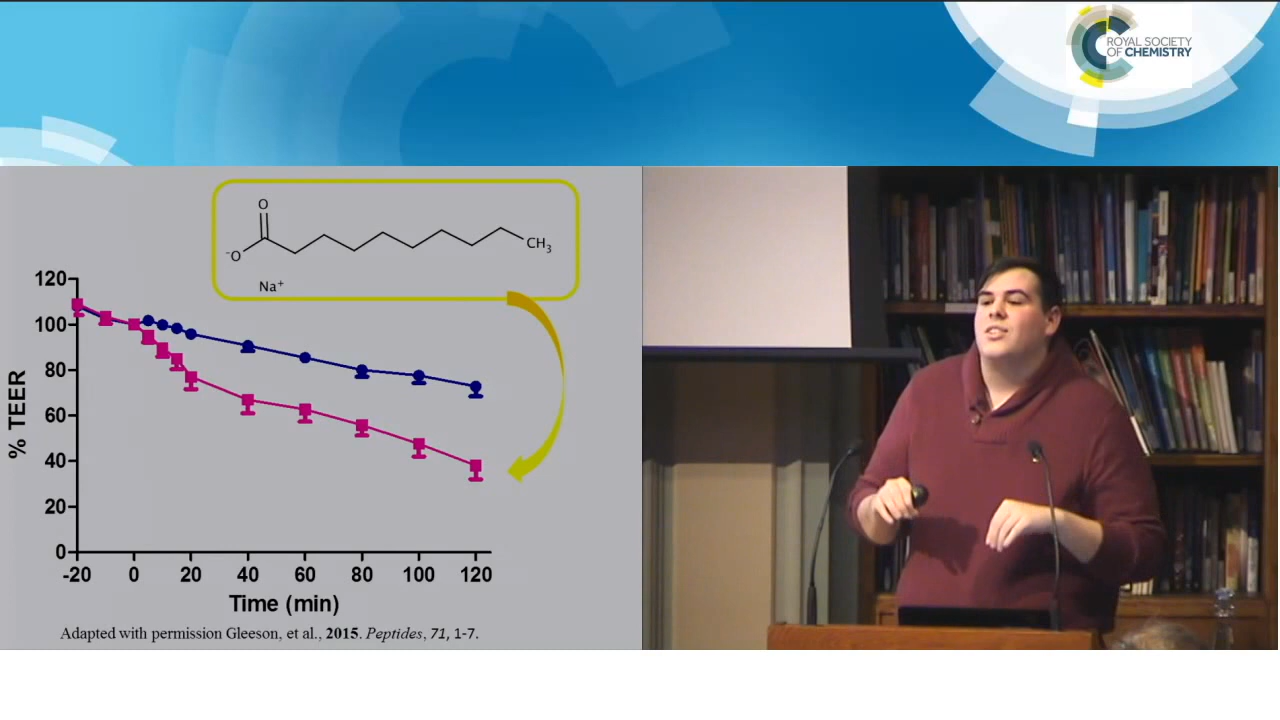 ROYAL SOCIETY
OF CHEMISTRY
O
⁻O
CH₃
Na⁺
120
100
80
60
40
20
0
% TEER
-20 0 20 40 60 80 100 120
Time (min)
Adapted with permission Gleeson, et al., 2015. Peptides, 71, 1-7.